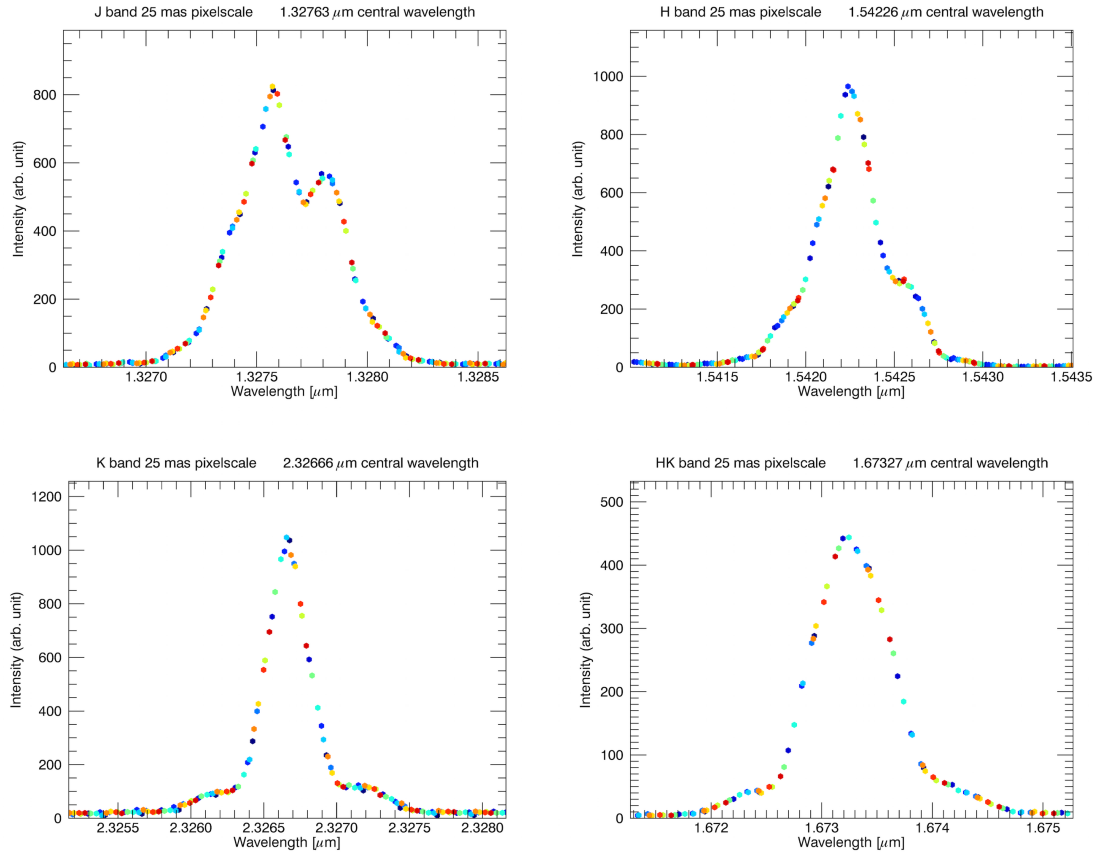 J band 25 mas pixelscale 1.32763 μm central wavelength
Intensity (arb. unit)
800
600
400
200
0
1.3270 1.3275 1.3280 1.3285
Wavelength [μm]
H band 25 mas pixelscale 1.54226 μm central wavelength
Intensity (arb. unit)
1000
800
600
400
200
0
1.5415 1.5420 1.5425 1.5430 1.5435
Wavelength [μm]
K band 25 mas pixelscale 2.32666 μm central wavelength
Intensity (arb. unit)
1200
1000
800
600
400
200
0
2.3255 2.3260 2.3265 2.3270 2.3275 2.3280
Wavelength [μm]
HK band 25 mas pixelscale 1.67327 μm central wavelength
Intensity (arb. unit)
500
400
300
200
100
0
1.672 1.673 1.674 1.675
Wavelength [μm]